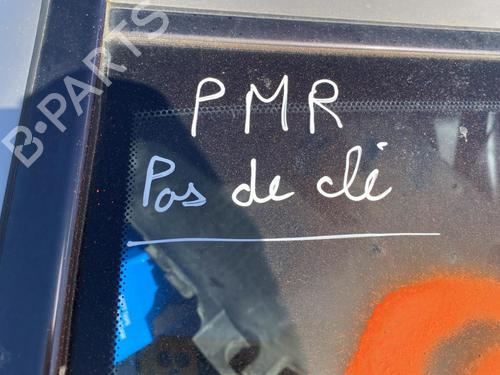 B-PARTS
PMR
Pas de clé